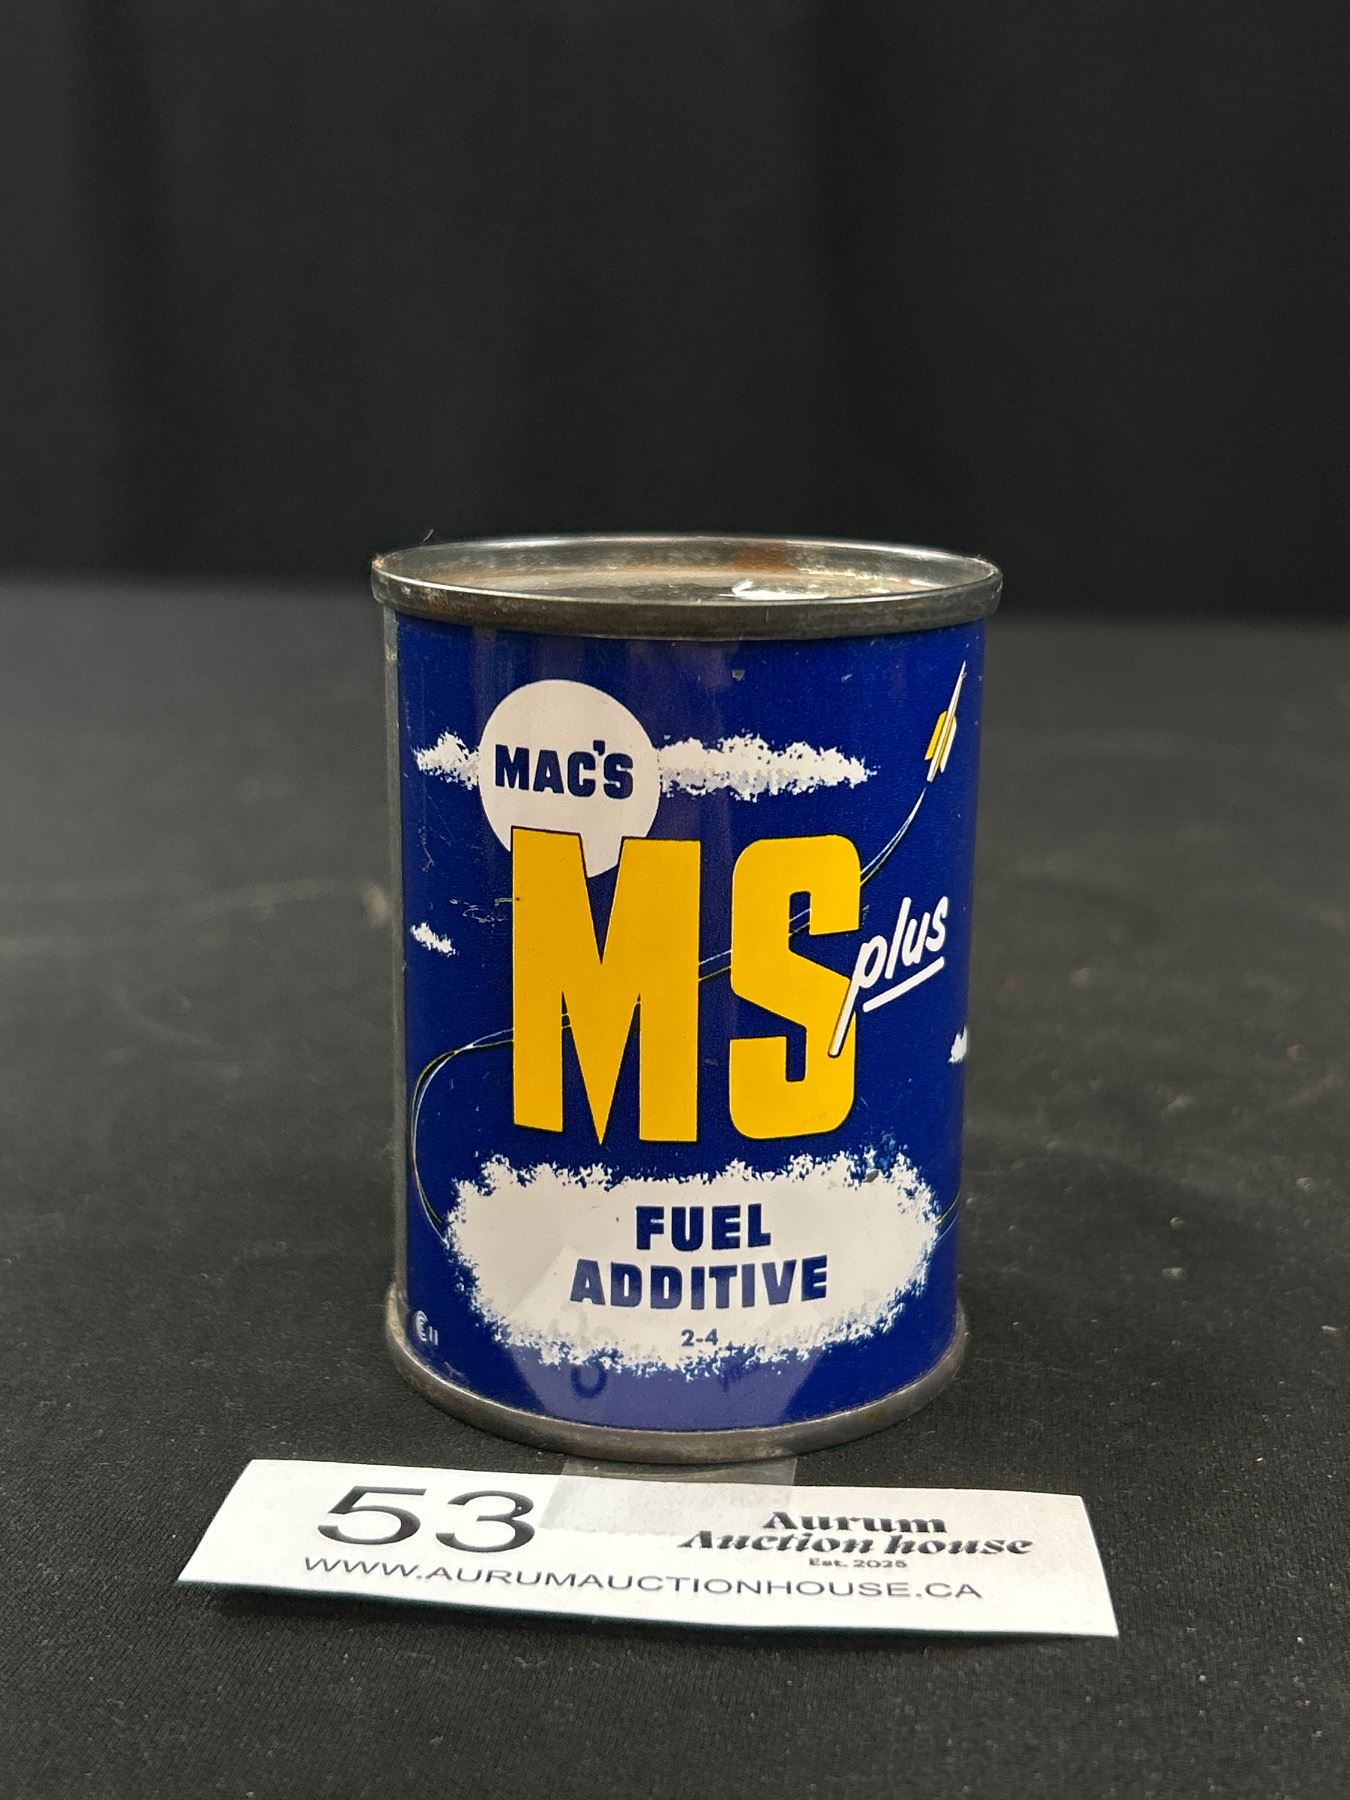 MAC'S
MS
plus
FUEL
ADDITIVE
2-4
53
Aurum
Auction house
Est. 2025
WWW.AURUMAUCTIONHOUSE.CA